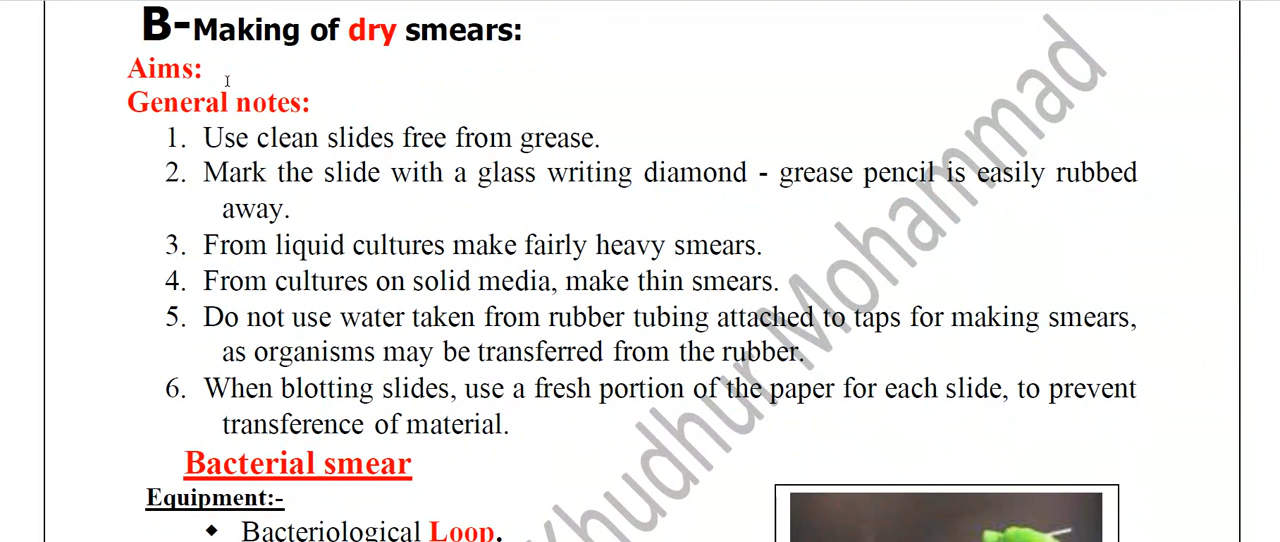 B-Making of dry smears:
Aims:
General notes:
1. Use clean slides free from grease.
2. Mark the slide with a glass writing diamond - grease pencil is easily rubbed
away.
3. From liquid cultures make fairly heavy smears.
4. From cultures on solid media, make thin smears.
5. Do not use water taken from rubber tubing attached to taps for making smears,
as organisms may be transferred from the rubber.
6. When blotting slides, use a fresh portion of the paper for each slide, to prevent
transference of material.
Bacterial smear
Equipment:-
◆ Bacteriological Loop.
Khudhur Mohammad